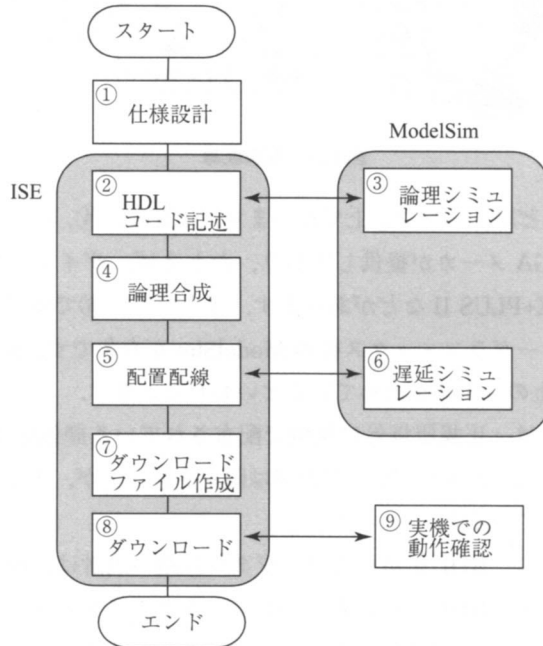 スタート
①
仕様設計
ModelSim
ISE
②
HDL
コード記述
③
論理シミュ
レーション
④
論理合成
⑤
配置配線
⑥
遅延シミュ
レーション
⑦
ダウンロード
ファイル作成
⑧
ダウンロード
⑨
実機での
動作確認
エンド